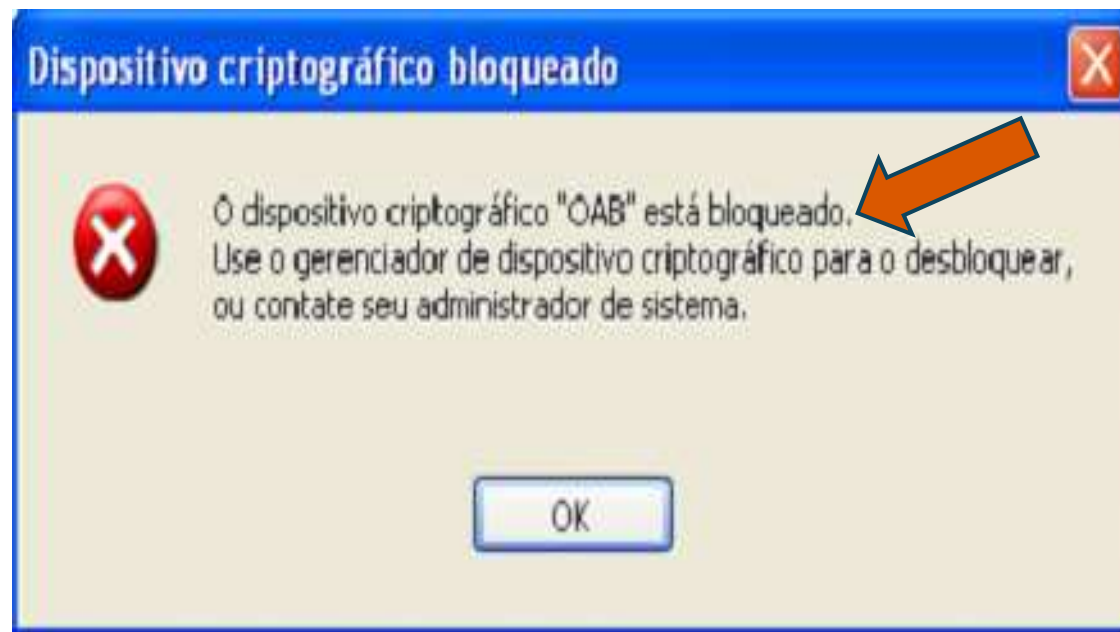 Dispositivo criptográfico bloqueado
O dispositivo criptográfico "OAB" está bloqueado.
Use o gerenciador de dispositivo criptográfico para o desbloquear,
ou contate seu administrador de sistema.
OK